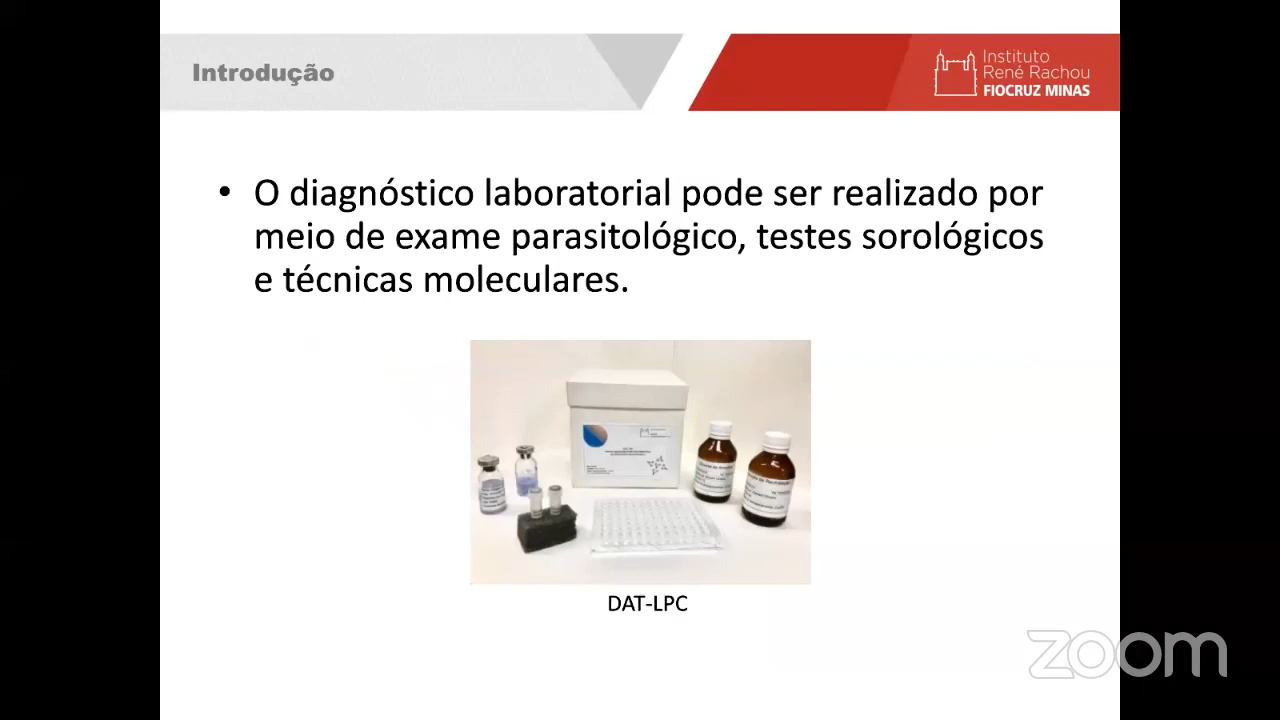 Introdução
Instituto
René Rachou
FIOCRUZ MINAS
• O diagnóstico laboratorial pode ser realizado por
meio de exame parasitológico, testes sorológicos
e técnicas moleculares.
DAT-LPC
zoom